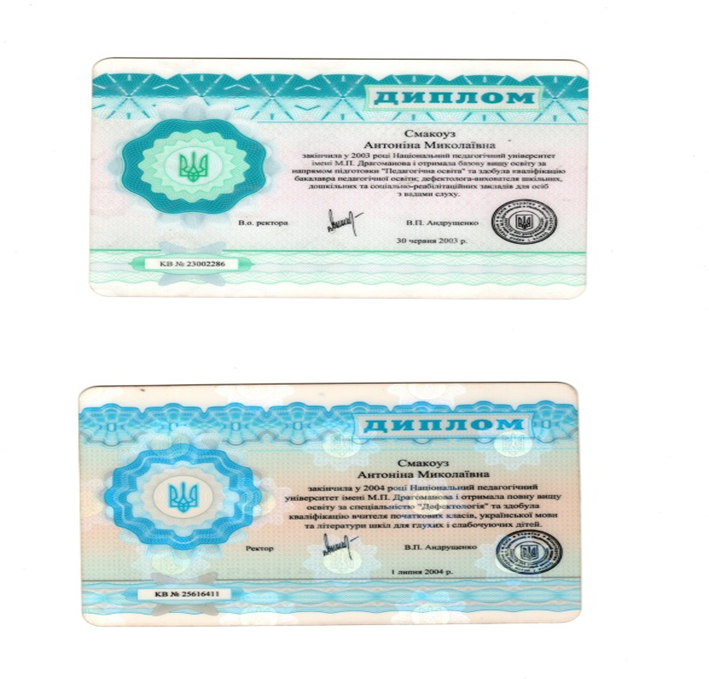 ДИПЛОМ
Смакоуз
Антоніна Миколаївна
закінчила у 2003 році Національний педагогічний університет
імені М.П. Драгоманова і отримала базову вищу освіту за
напрямом підготовки "Педагогічна освіта" та здобула кваліфікацію
бакалавра педагогічної освіти; дефектолога-вихователя шкільних,
дошкільних та соціально-реабілітаційних закладів для осіб
з вадами слуху.
В.о. ректора В.П. Андрущенко
30 червня 2003 р.
КВ № 23002286
ДИПЛОМ
Смакоуз
Антоніна Миколаївна
закінчила у 2004 році Національний педагогічний
університет імені М.П. Драгоманова і отримала повну вищу
освіту за спеціальністю "Дефектологія" та здобула
кваліфікацію вчителя початкових класів, української мови
та літератури шкіл для глухих і слабочуючих дітей.
Ректор В.П. Андрущенко
1 липня 2004 р.
КВ № 25616411